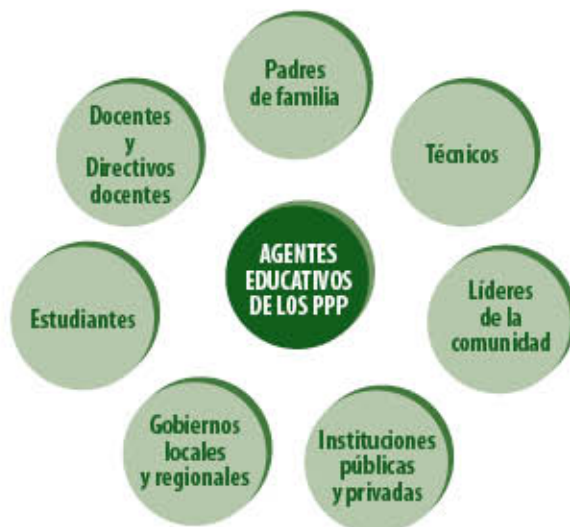 Padres
de familia
Docentes
y
Directivos
docentes
Técnicos
AGENTES
EDUCATIVOS
DE LOS PPP
Estudiantes
Líderes
de la
comunidad
Gobiernos
locales
y regionales
Instituciones
públicas
y privadas